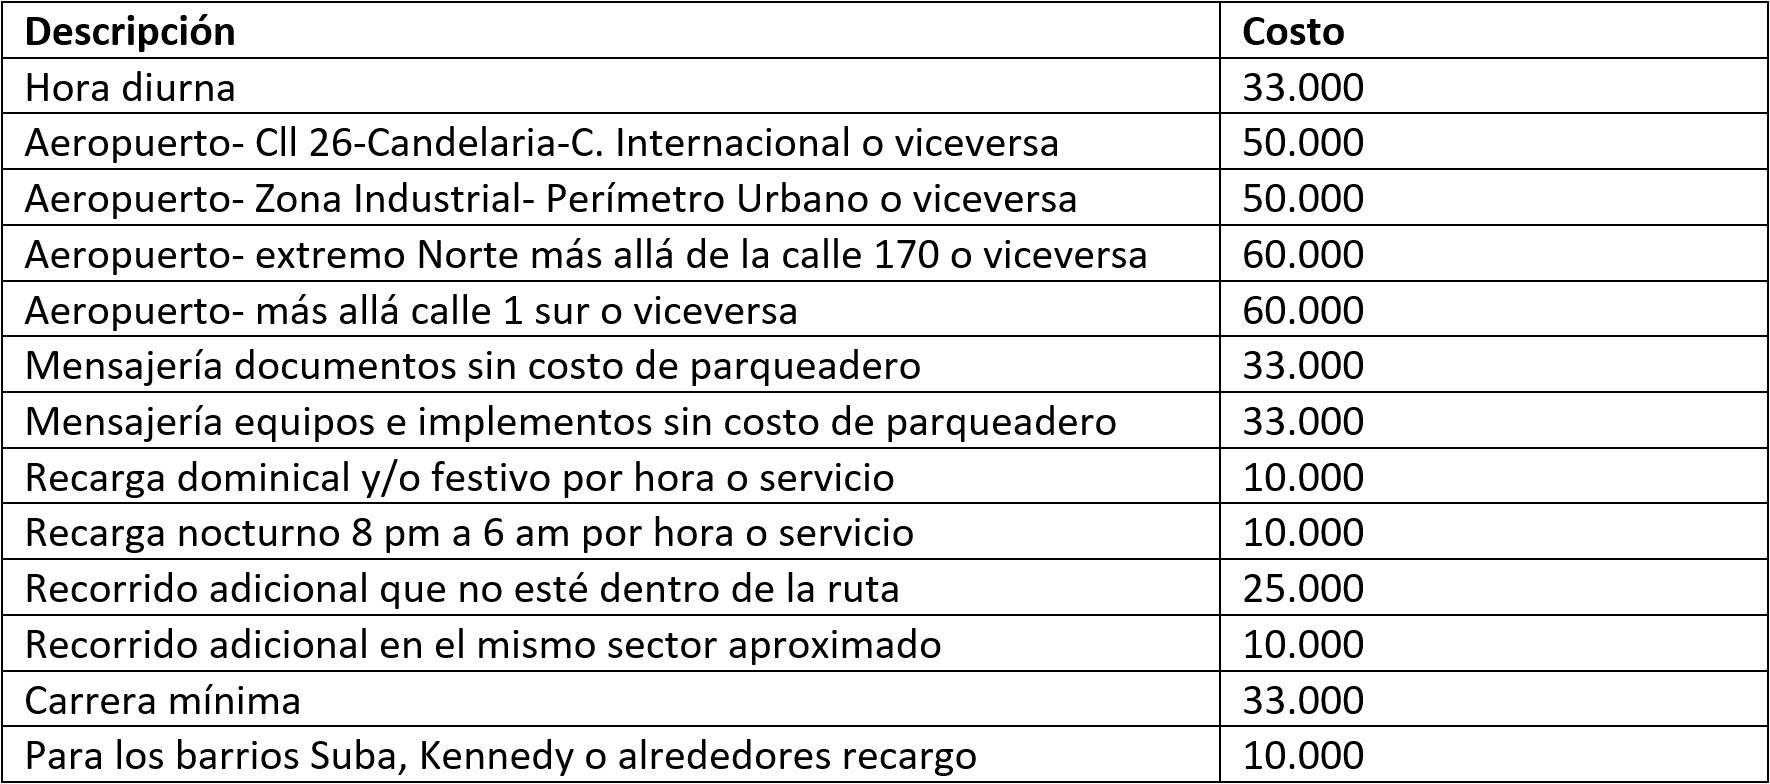 Descripción Costo
Hora diurna 33.000
Aeropuerto- Cll 26-Candelaria-C. Internacional o viceversa 50.000
Aeropuerto- Zona Industrial- Perímetro Urbano o viceversa 50.000
Aeropuerto- extremo Norte más allá de la calle 170 o viceversa 60.000
Aeropuerto- más allá calle 1 sur o viceversa 60.000
Mensajería documentos sin costo de parqueadero 33.000
Mensajería equipos e implementos sin costo de parqueadero 33.000
Recarga dominical y/o festivo por hora o servicio 10.000
Recarga nocturno 8 pm a 6 am por hora o servicio 10.000
Recorrido adicional que no esté dentro de la ruta 25.000
Recorrido adicional en el mismo sector aproximado 10.000
Carrera mínima 33.000
Para los barrios Suba, Kennedy o alrededores recargo 10.000